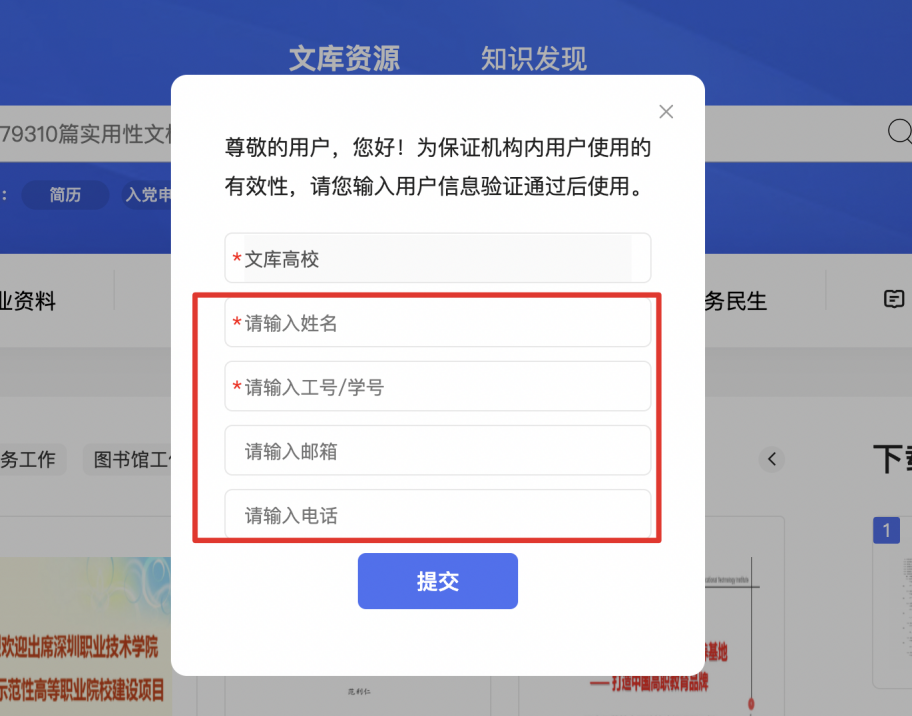 文库资源 知识发现
79310篇实用性文
尊敬的用户，您好！为保证机构内用户使用的
有效性，请您输入用户信息验证通过后使用。
： 简历 入党申
*文库高校
业资料 务民生
*请输入姓名
*请输入工号/学号
请输入邮箱
务工作 图书馆工
下载
请输入电话
1
提交
欢迎出席深圳职业技术学院
示范性高等职业院校建设项目
范利仁
基地
——打造中国高职教育品牌